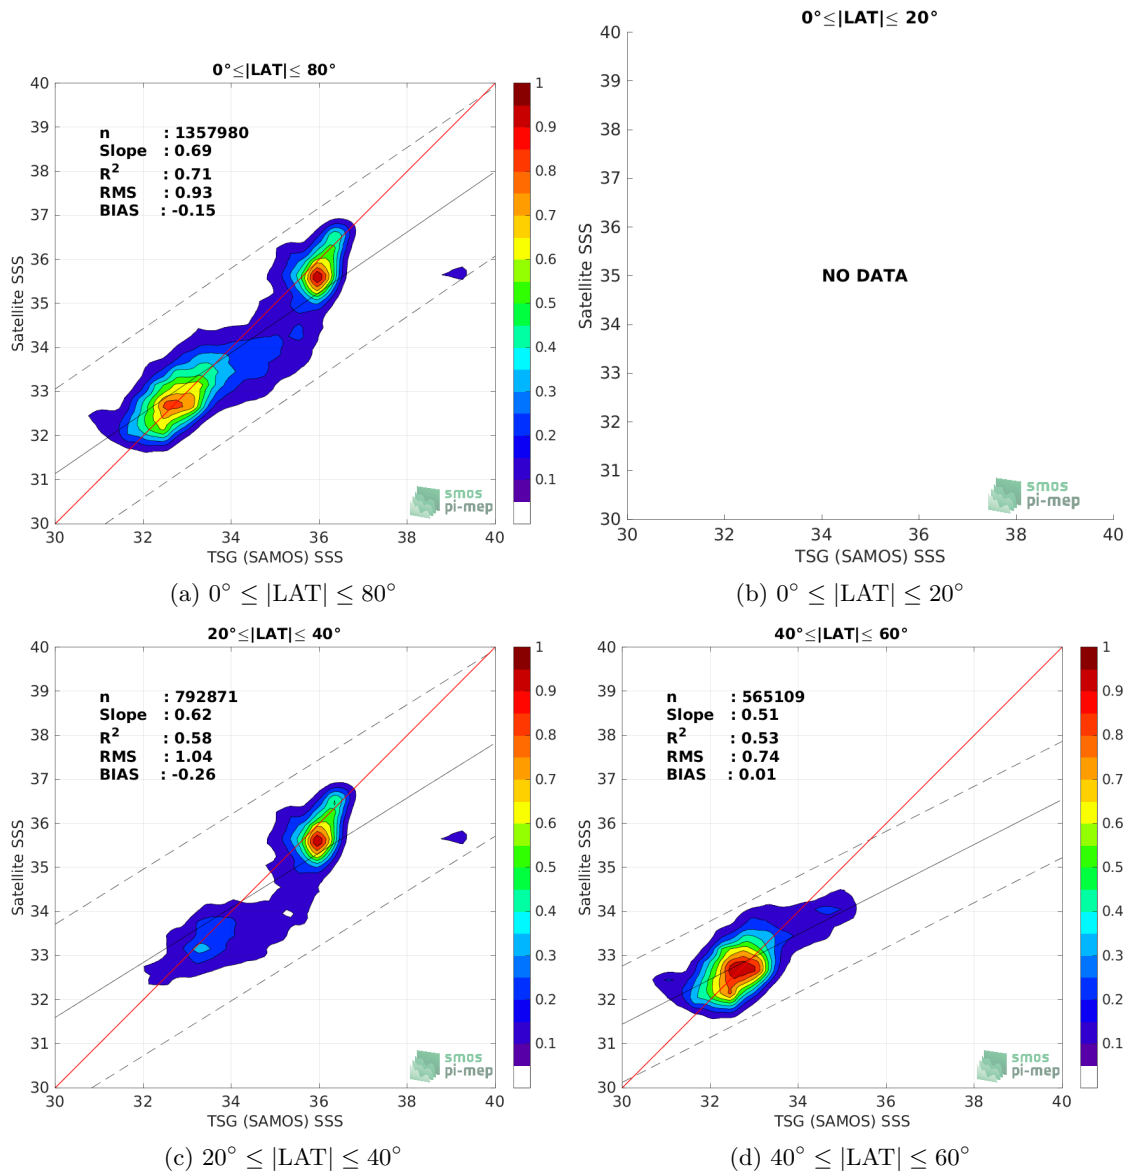 0°≤|LAT|≤ 80°
n : 1357980
Slope : 0.69
R² : 0.71
RMS : 0.93
BIAS : -0.15
40
39
38
37
36
35
34
33
32
31
30
Satellite SSS
30 32 34 36 38 40
TSG (SAMOS) SSS
1
0.9
0.8
0.7
0.6
0.5
0.4
0.3
0.2
0.1
smos
pi-mep
(a) 0° ≤ |LAT| ≤ 80°
0°≤|LAT|≤ 20°
40
39
38
37
36
35
34
33
32
31
30
Satellite SSS
NO DATA
smos
pi-mep
30 32 34 36 38 40
TSG (SAMOS) SSS
(b) 0° ≤ |LAT| ≤ 20°
20°≤|LAT|≤ 40°
n : 792871
Slope : 0.62
R² : 0.58
RMS : 1.04
BIAS : -0.26
40
39
38
37
36
35
34
33
32
31
30
Satellite SSS
30 32 34 36 38 40
TSG (SAMOS) SSS
1
0.9
0.8
0.7
0.6
0.5
0.4
0.3
0.2
0.1
smos
pi-mep
(c) 20° ≤ |LAT| ≤ 40°
40°≤|LAT|≤ 60°
n : 565109
Slope : 0.51
R² : 0.53
RMS : 0.74
BIAS : 0.01
40
39
38
37
36
35
34
33
32
31
30
Satellite SSS
30 32 34 36 38 40
TSG (SAMOS) SSS
1
0.9
0.8
0.7
0.6
0.5
0.4
0.3
0.2
0.1
smos
pi-mep
(d) 40° ≤ |LAT| ≤ 60°